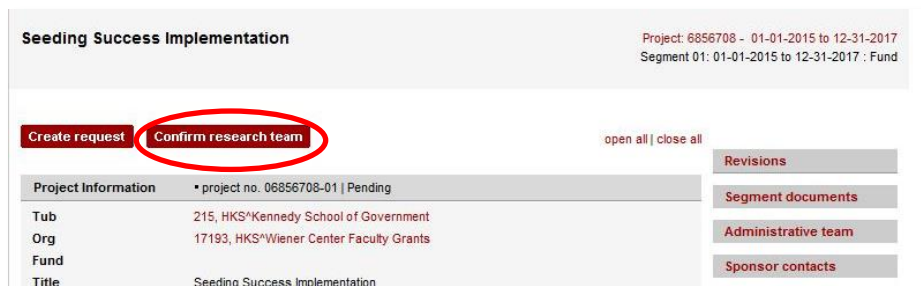 Seeding Success Implementation
Project: 6856708 - 01-01-2015 to 12-31-2017
Segment 01: 01-01-2015 to 12-31-2017 : Fund
Create request
Confirm research team
open all | close all
Revisions
Project Information
▪ project no. 06856708-01 | Pending
Segment documents
Tub
215, HKS^Kennedy School of Government
Administrative team
Org
17193, HKS^Wiener Center Faculty Grants
Fund
Sponsor contacts
Title
Seeding Success Implementation